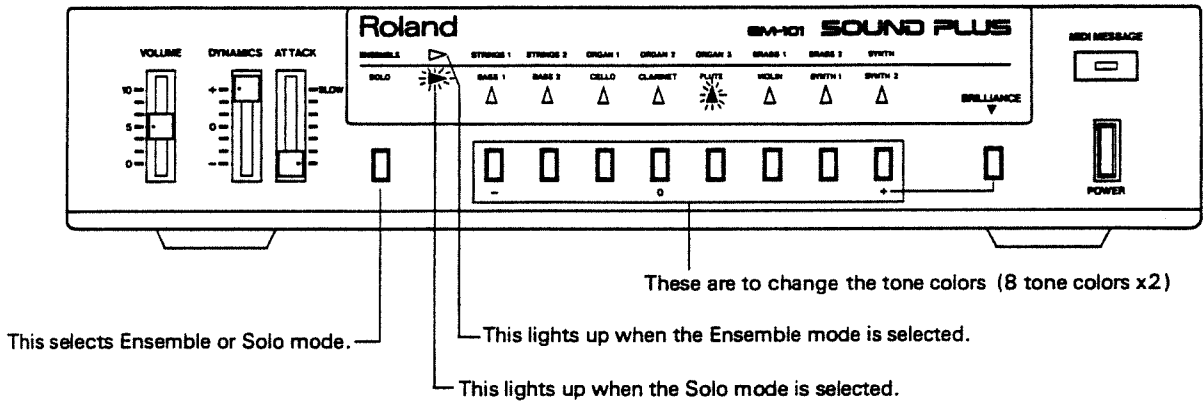 Roland EM-101 SOUND PLUS
VOLUME DYNAMICS ATTACK
ENSEMBLE STRINGS 1 STRINGS 2 ORGAN 1 ORGAN 2 ORGAN 3 BRASS 1 BRASS 2 SYNTH
SOLO BASS 1 BASS 2 CELLO CLARINET FLUTE VIOLIN SYNTH 1 SYNTH 2
MIDI MESSAGE
10 + SLOW
5 0
0 −
BRILLIANCE
− 0 +
POWER
These are to change the tone colors (8 tone colors x2)
This selects Ensemble or Solo mode.
This lights up when the Ensemble mode is selected.
This lights up when the Solo mode is selected.